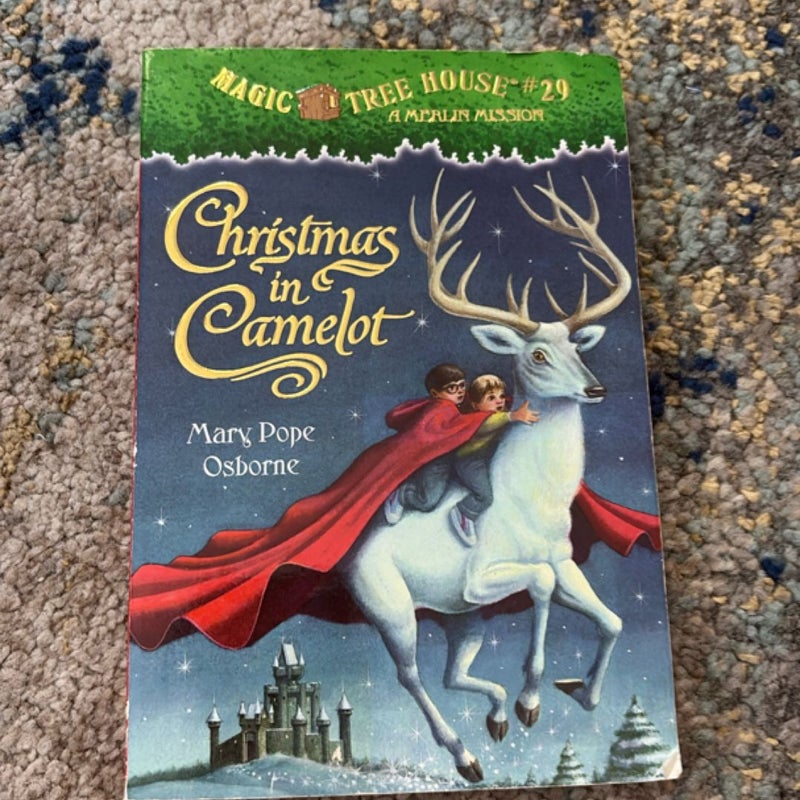 MAGIC TREE HOUSE® #29
A MERLIN MISSION
Christmas
in
Camelot
Mary Pope
Osborne